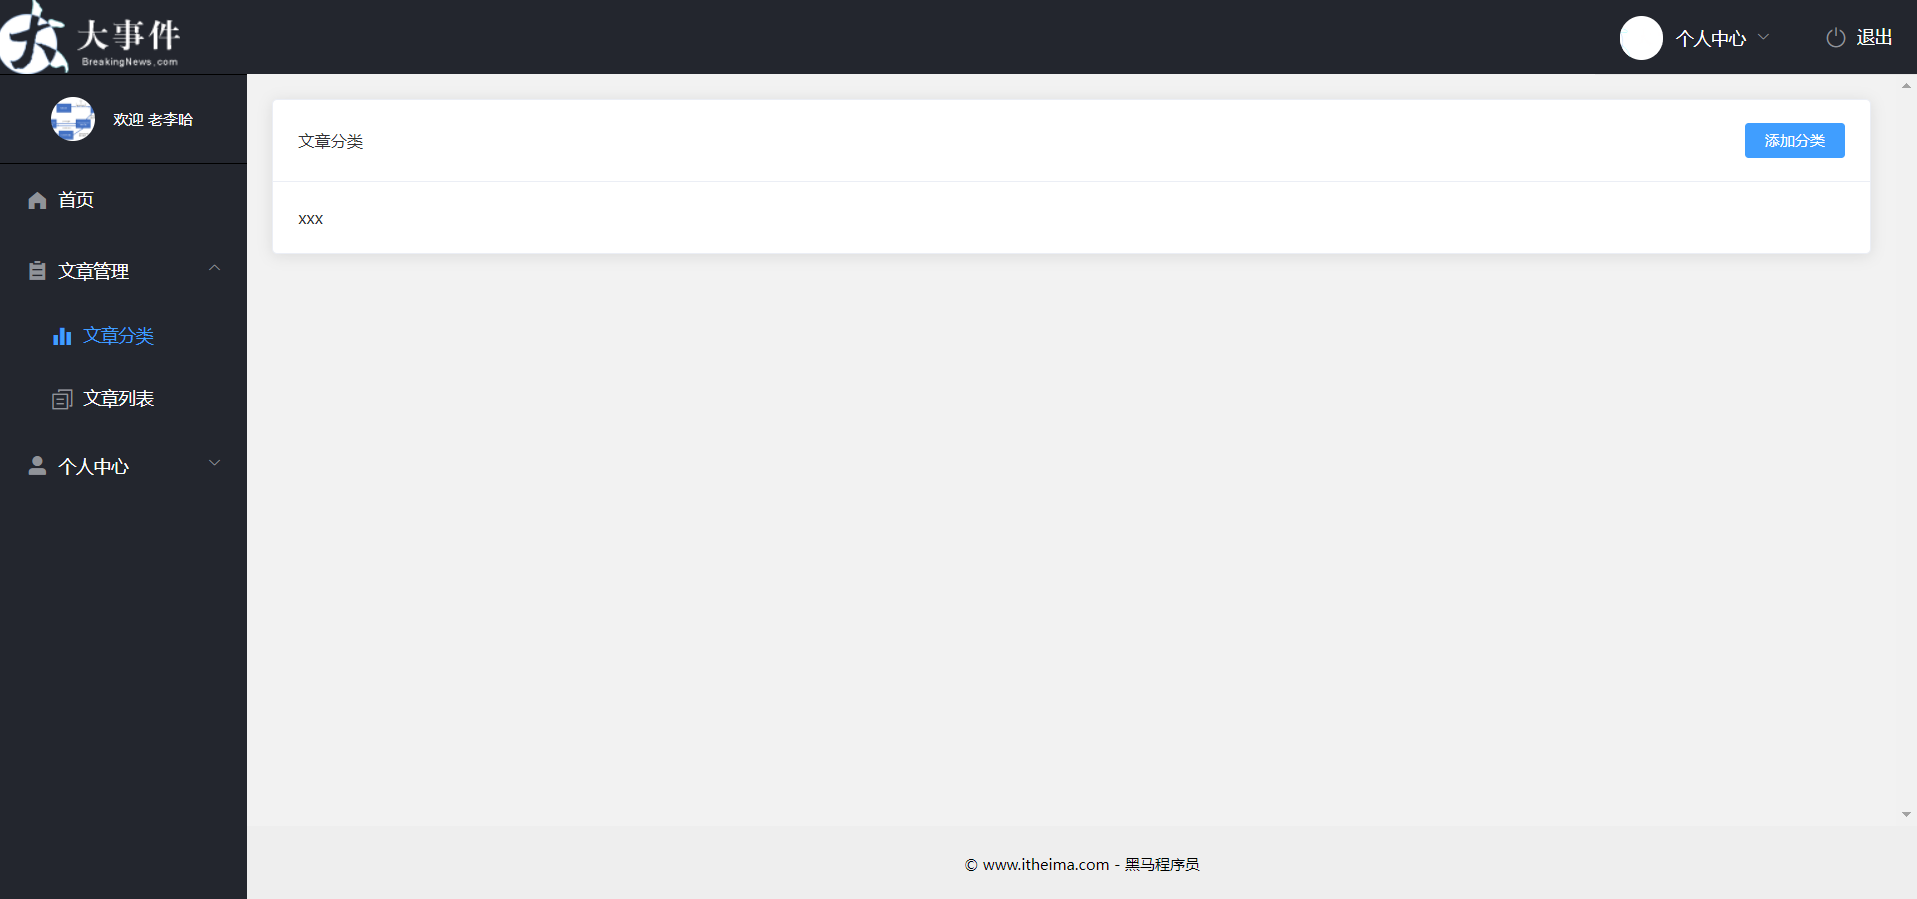 大事件
BreakingNews.com
个人中心
退出
欢迎 老李哈
首页
文章管理
文章分类
文章列表
个人中心
文章分类
添加分类
xxx
© www.itheima.com - 黑马程序员